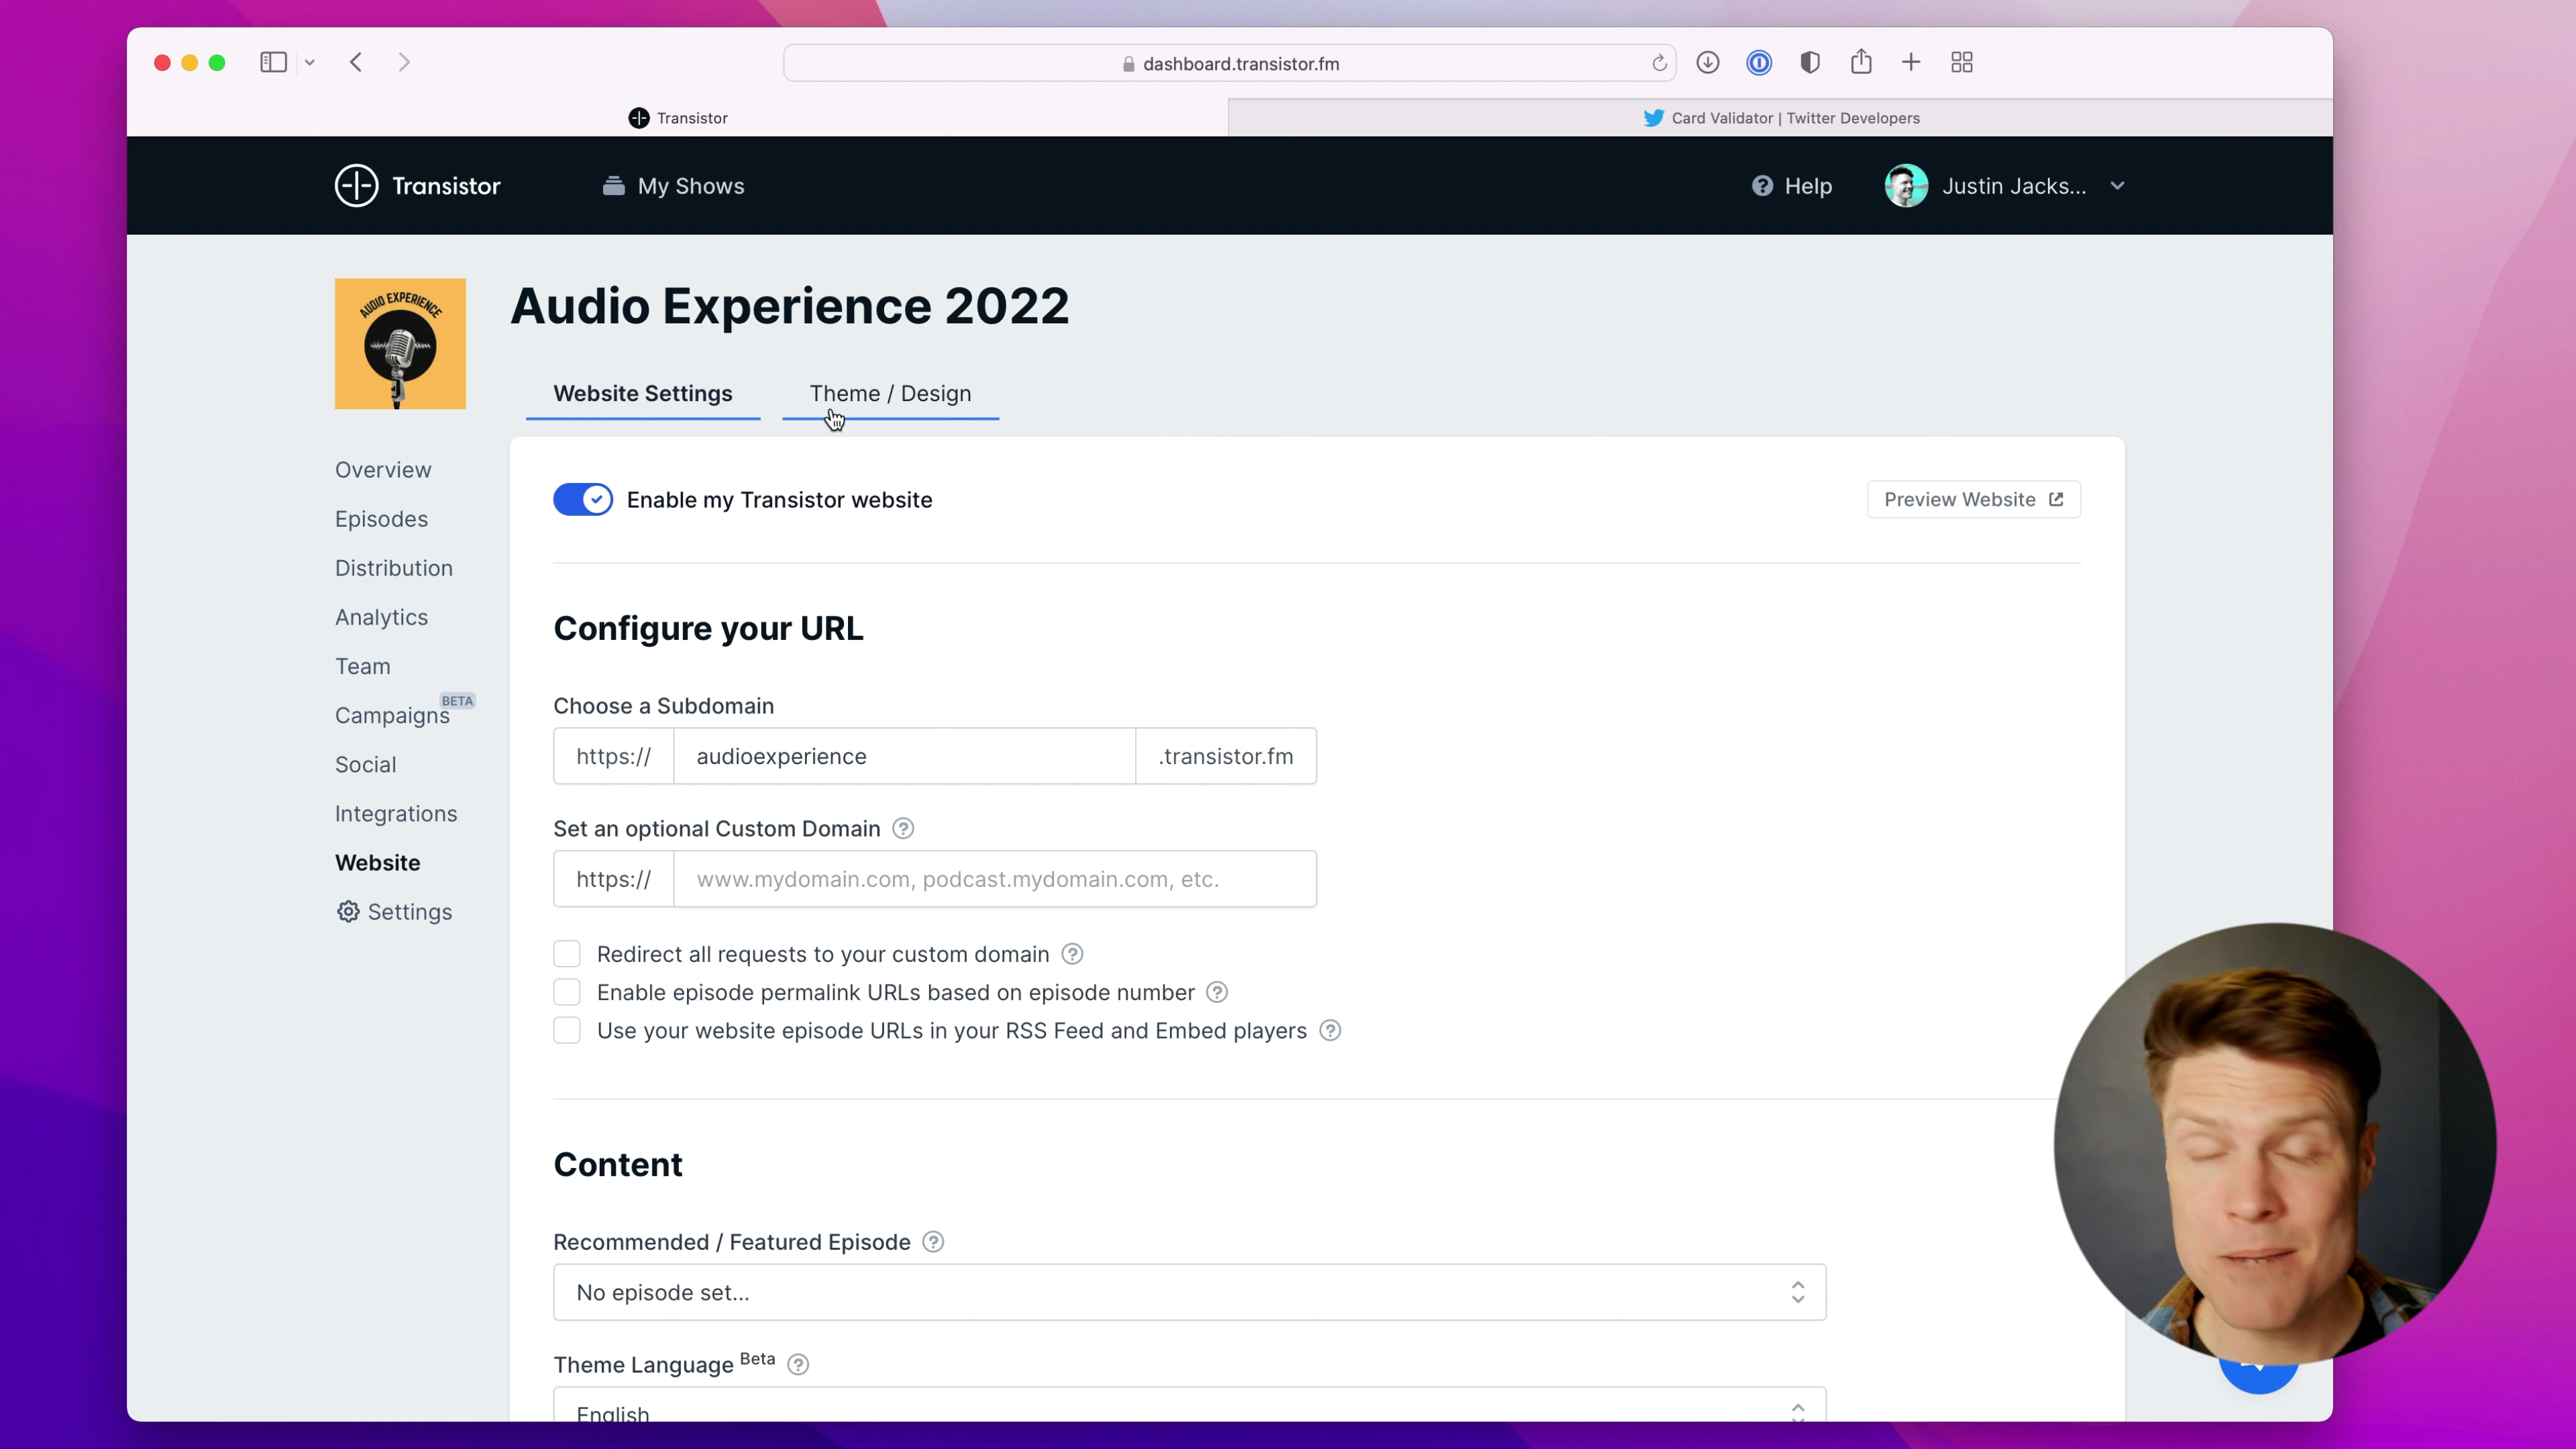 dashboard.transistor.fm
Transistor
Card Validator | Twitter Developers
Transistor
My Shows
Help
Justin Jacks...
AUDIO EXPERIENCE
Audio Experience 2022
Website Settings
Theme / Design
Overview
Episodes
Distribution
Analytics
Team
Campaigns BETA
Social
Integrations
Website
Settings
Enable my Transistor website
Preview Website
Configure your URL
Choose a Subdomain
https:// audioexperience .transistor.fm
Set an optional Custom Domain
https:// www.mydomain.com, podcast.mydomain.com, etc.
Redirect all requests to your custom domain
Enable episode permalink URLs based on episode number
Use your website episode URLs in your RSS Feed and Embed players
Content
Recommended / Featured Episode
No episode set...
Theme Language Beta
English